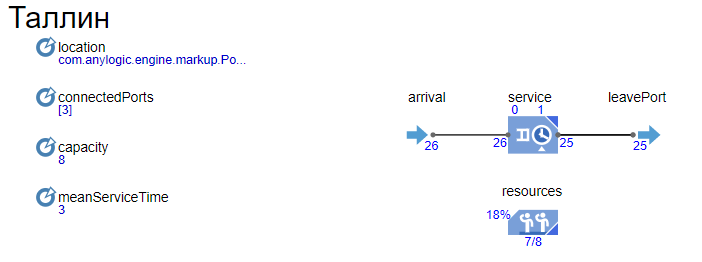 Таллин
location
com.anylogic.engine.markup.Po...
connectedPorts
[3]
capacity
8
meanServiceTime
3
arrival
service
leavePort
0 1
26
26
25
25
resources
18%
7/8